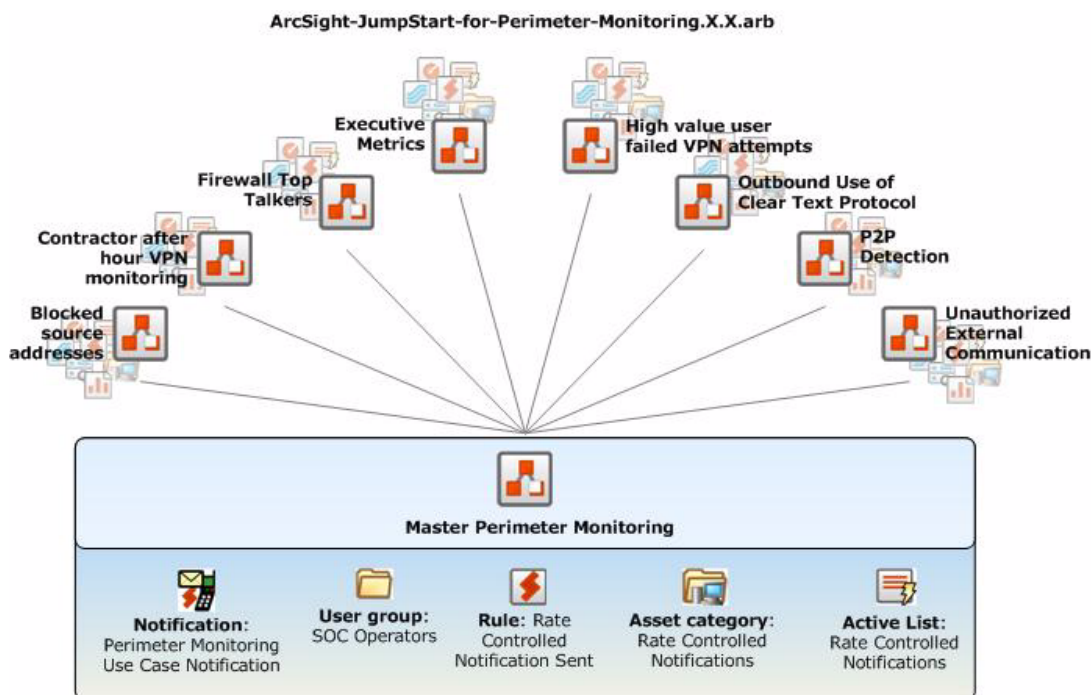 ArcSight-JumpStart-for-Perimeter-Monitoring.X.X.arb
Executive
Metrics
High value user
failed VPN attempts
Firewall Top
Talkers
Outbound Use of
Clear Text Protocol
Contractor after
hour VPN
monitoring
P2P
Detection
Blocked
source
addresses
Unauthorized
External
Communication
Master Perimeter Monitoring
Notification:
Perimeter Monitoring
Use Case Notification
User group:
SOC Operators
Rule: Rate
Controlled
Notification Sent
Asset category:
Rate Controlled
Notifications
Active List:
Rate Controlled
Notifications